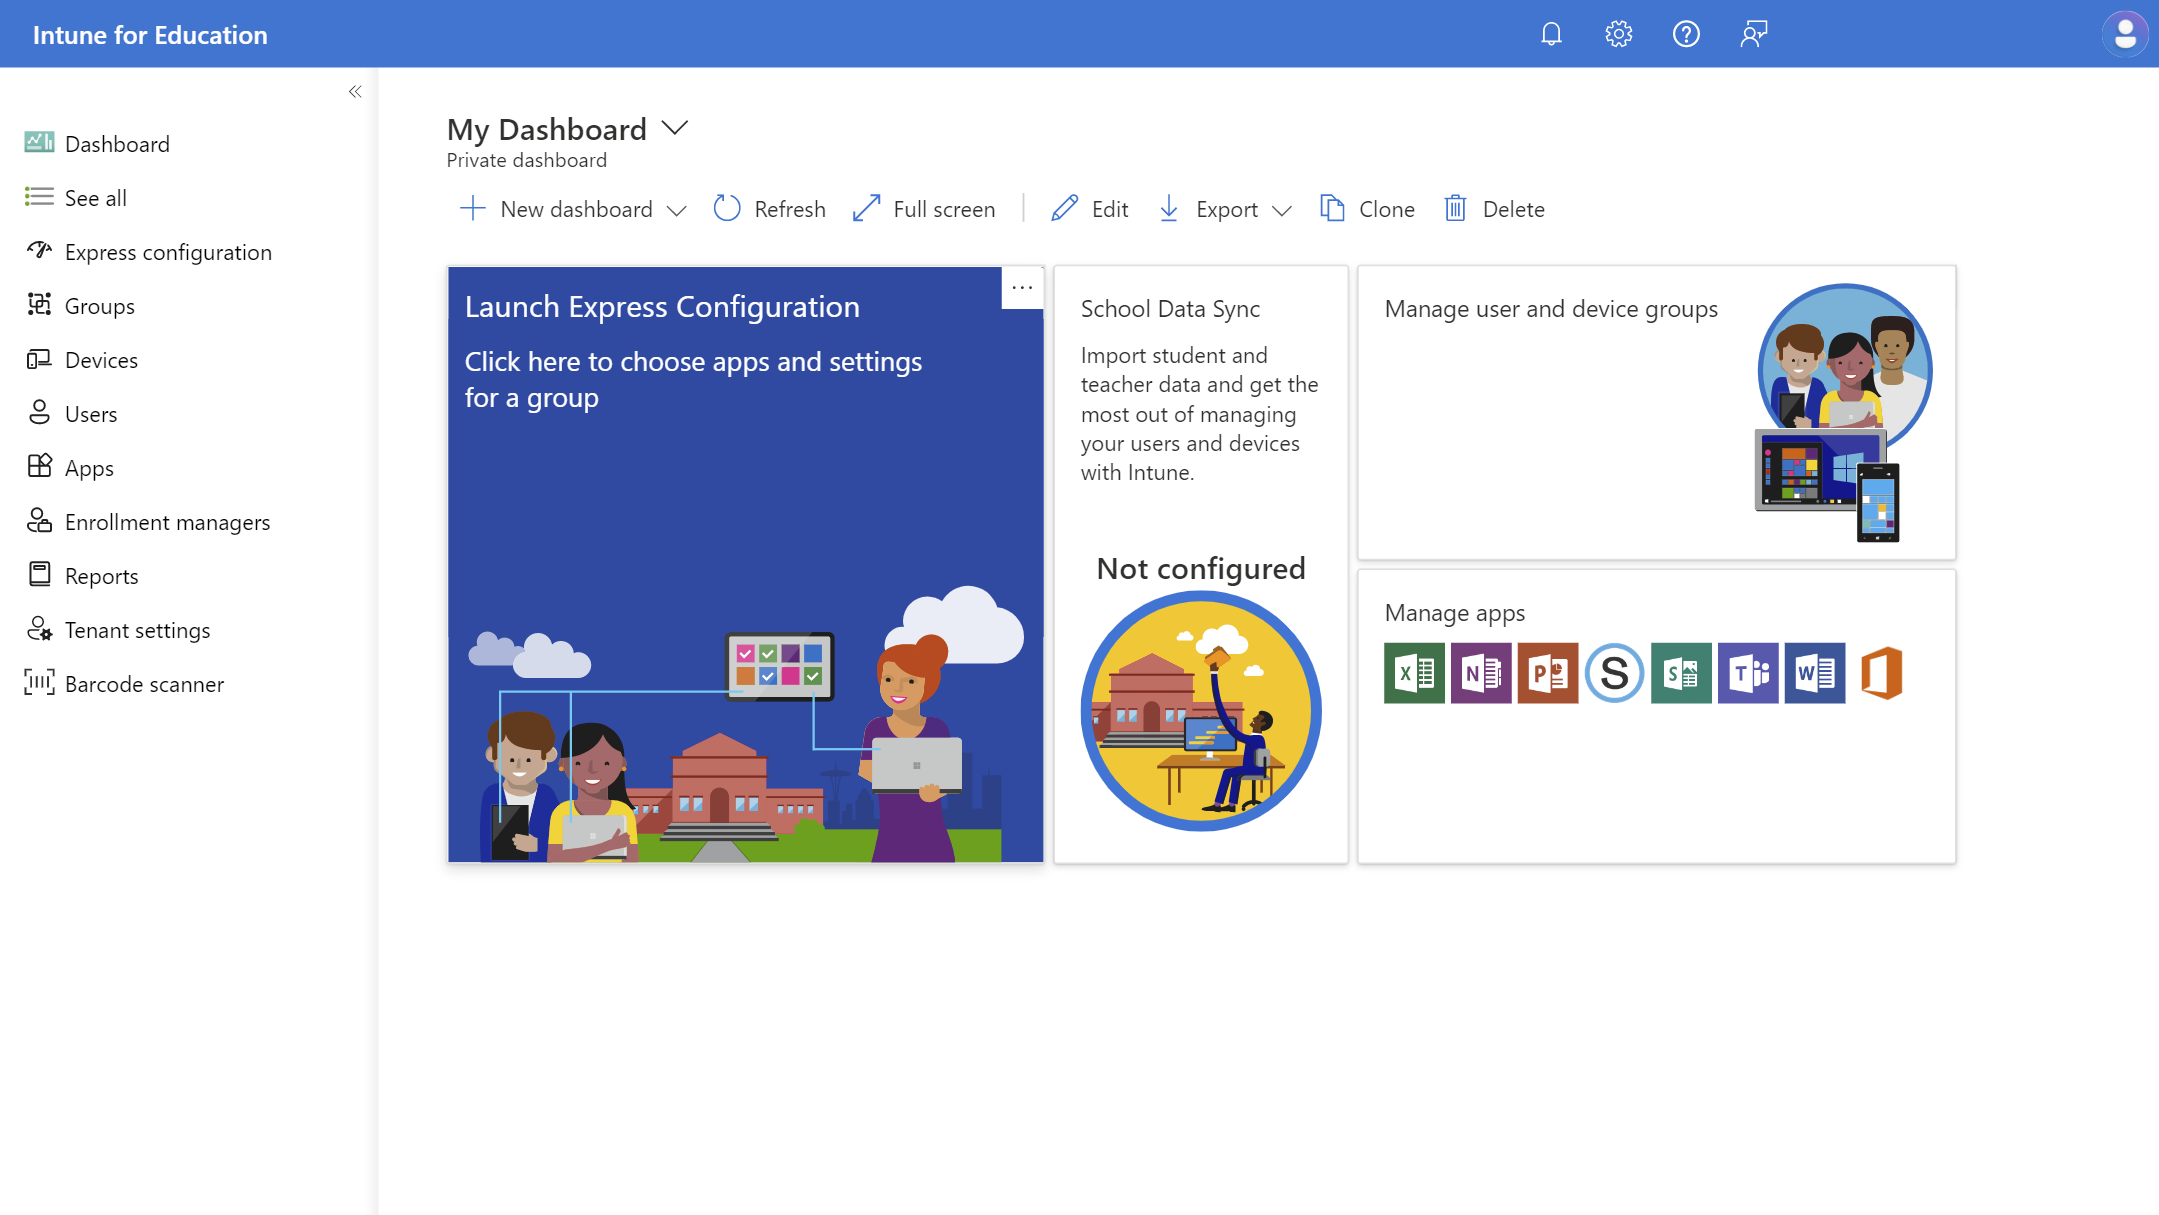 Intune for Education
Dashboard
See all
Express configuration
Groups
Devices
Users
Apps
Enrollment managers
Reports
Tenant settings
Barcode scanner
My Dashboard
Private dashboard
New dashboard
Refresh
Full screen
Edit
Export
Clone
Delete
Launch Express Configuration
Click here to choose apps and settings
for a group
School Data Sync
Import student and
teacher data and get the
most out of managing
your users and devices
with Intune.
Not configured
Manage user and device groups
Manage apps
X
N
P
S
S
T
W